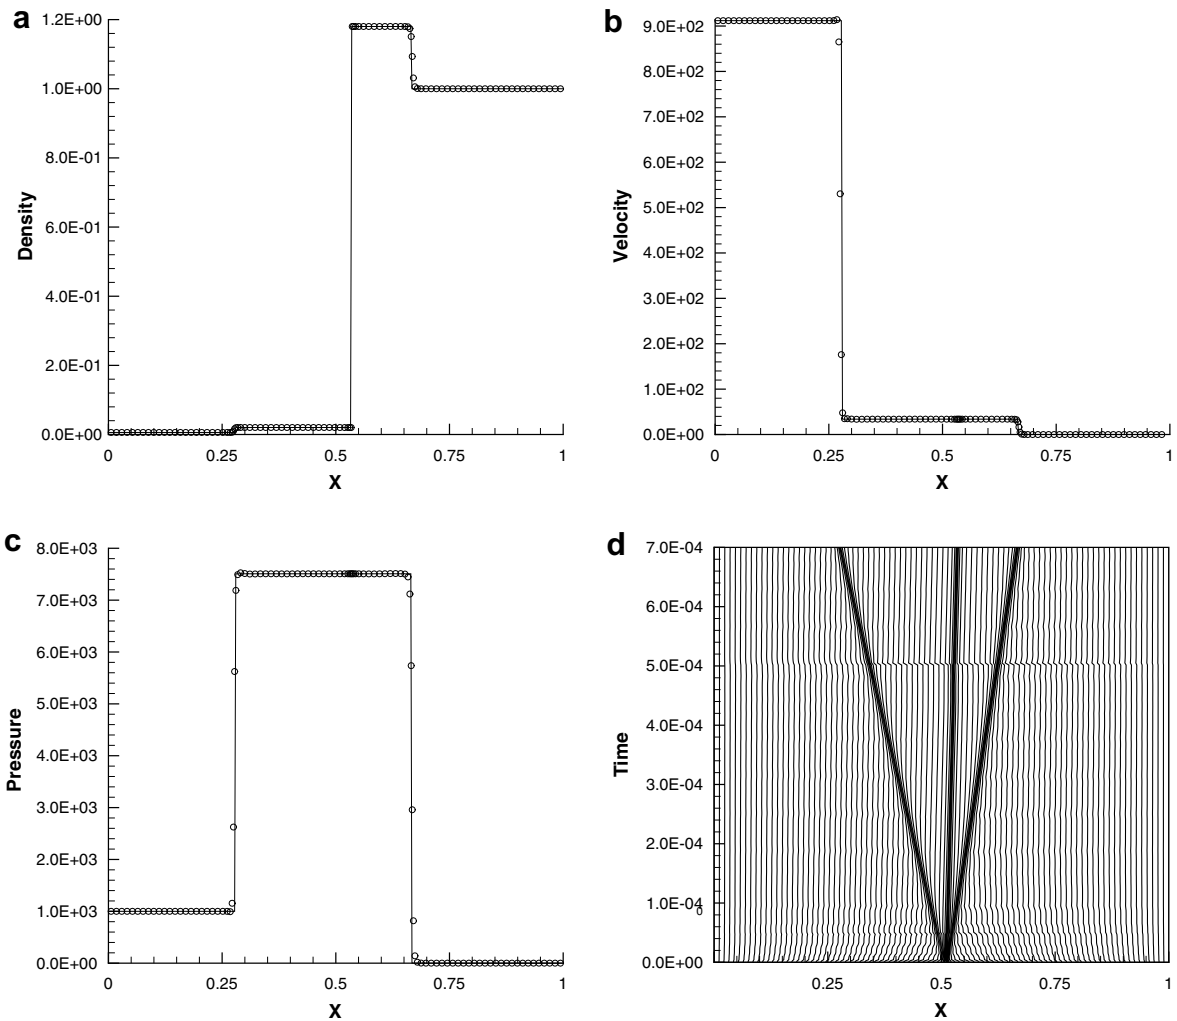 a
1.2E+00
1.0E+00
8.0E-01
6.0E-01
4.0E-01
2.0E-01
0.0E+00
Density
0 0.25 0.5 0.75 1
X
b
9.0E+02
8.0E+02
7.0E+02
6.0E+02
5.0E+02
4.0E+02
3.0E+02
2.0E+02
1.0E+02
0.0E+00
Velocity
0 0.25 0.5 0.75 1
X
c
8.0E+03
7.0E+03
6.0E+03
5.0E+03
4.0E+03
3.0E+03
2.0E+03
1.0E+03
0.0E+00
Pressure
0 0.25 0.5 0.75 1
X
d
7.0E-04
6.0E-04
5.0E-04
4.0E-04
3.0E-04
2.0E-04
1.0E-04
0
0.0E+00
Time
0.25 0.5 0.75 1
X